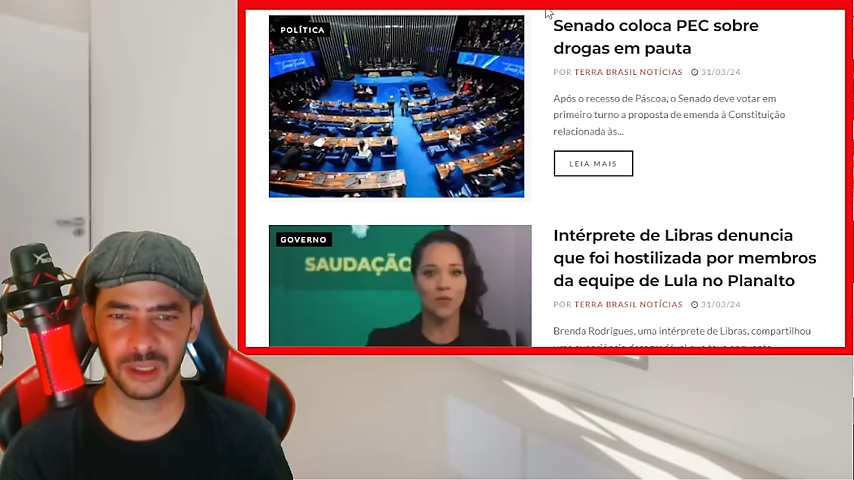 POLÍTICA
Senado coloca PEC sobre
drogas em pauta
POR TERRA BRASIL NOTÍCIAS 31/03/24
Após o recesso de Páscoa, o Senado deve votar em
primeiro turno a proposta de emenda à Constituição
relacionada às...
LEIA MAIS
GOVERNO
SAUDAÇÃO
Intérprete de Libras denuncia
que foi hostilizada por membros
da equipe de Lula no Planalto
POR TERRA BRASIL NOTÍCIAS 31/03/24
Brenda Rodrigues, uma intérprete de Libras, compartilhou